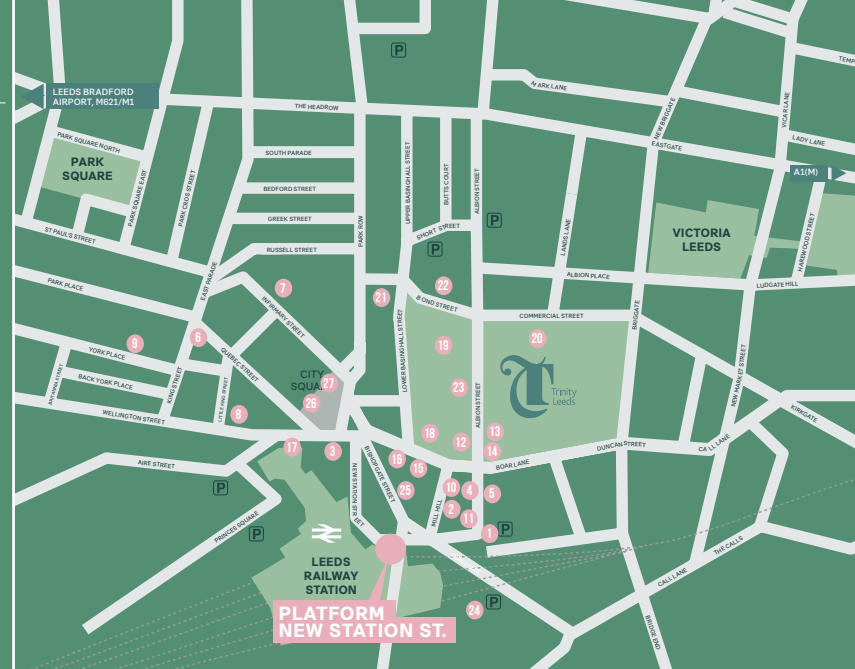 P
MARK LANE
TEMP
LEEDS BRADFORD
AIRPORT, M621/M1
THE HEADROW
NEW BRIGGATE
VICAR LANE
LADY LANE
EASTGATE
A1(M)
PARK SQUARE NORTH
PARK
SQUARE
PARK SQUARE EAST
PARK CROSS STREET
SOUTH PARADE
BEDFORD STREET
GREEK STREET
RUSSELL STREET
PARK ROW
UPPER BASINGHALL STREET
BUTTS COURT
ALBION STREET
SHORT STREET
P
P
LANDS LANE
VICTORIA
LEEDS
HAREWOOD STREET
ST PAUL'S STREET
EAST PARADE
ALBION PLACE
LUDGATE HILL
PARK PLACE
7
21
22
BOND STREET
INFIRMARY STREET
COMMERCIAL STREET
BRIGGATE
LOWER BASINGHALL STREET
9
6
YORK PLACE
QUEBEC STREET
19
20
BACK YORK PLACE
BRITANNIA STREET
KING STREET
LITTLE KING STREET
CITY
SQUARE
27
26
23
ALBION STREET
T
Trinity
Leeds
NEW MARKET STREET
KIRKGATE
WELLINGTON STREET
8
17
3
18
12
13
14
DUNCAN STREET
CALL LANE
BOAR LANE
AIRE STREET
16
15
BISHOPGATE STREET
NEW STATION STREET
25
10
4
5
2
11
MILL HILL
1
P
P
P
PRINCES SQUARE
LEEDS
RAILWAY
STATION
PLATFORM
NEW STATION ST.
24
P
THE CALLS
CALL LANE
BRIDGE END